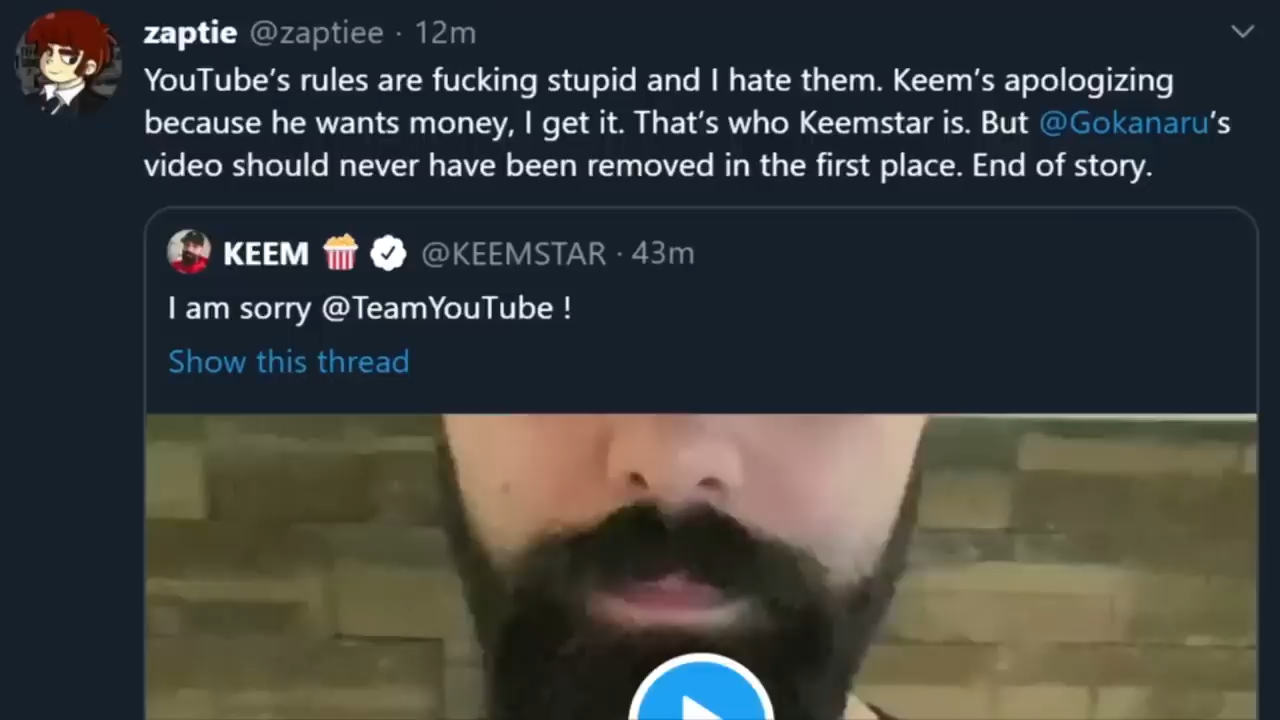 zaptie @zaptiee · 12m
YouTube’s rules are fucking stupid and I hate them. Keem’s apologizing
because he wants money, I get it. That’s who Keemstar is. But @Gokanaru’s
video should never have been removed in the first place. End of story.
KEEM 🍿 @KEEMSTAR · 43m
I am sorry @TeamYouTube !
Show this thread